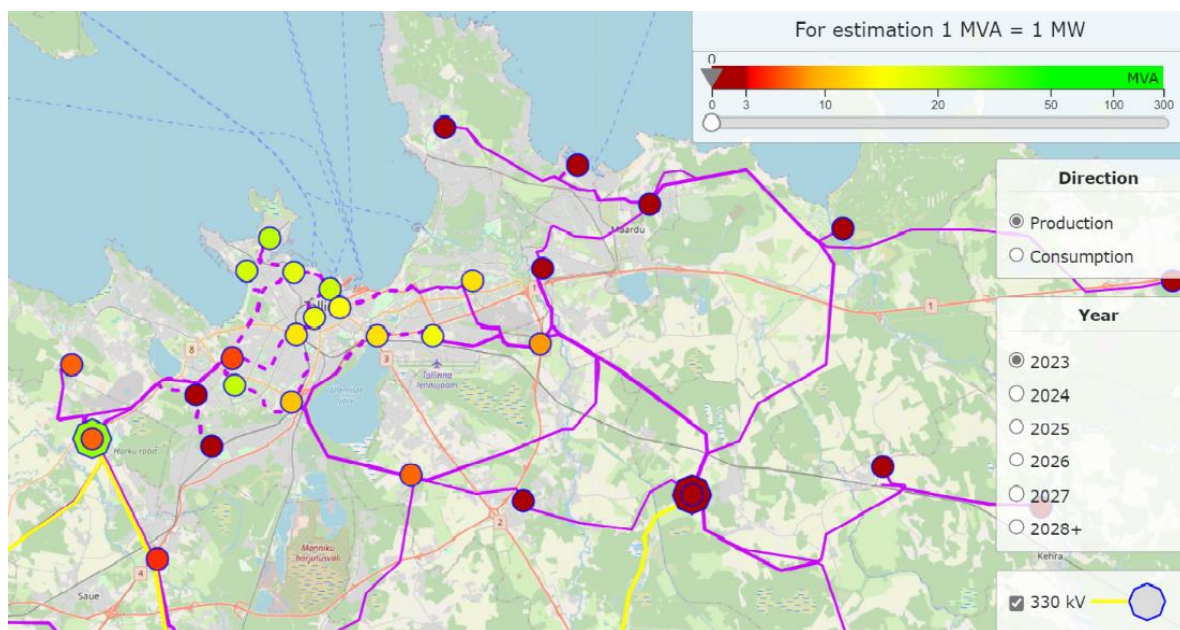 For estimation 1 MVA = 1 MW
0
MVA
0 3 10 20 50 100 300
Direction
Production
Consumption
Year
2023
2024
2025
2026
2027
2028+
330 kV
Maardu
Tallinna
lennujaam
Ülemiste
järv
Harku raba
Männiku
harjutusväli
Saue
Kehra
1
1
8
3
2
4